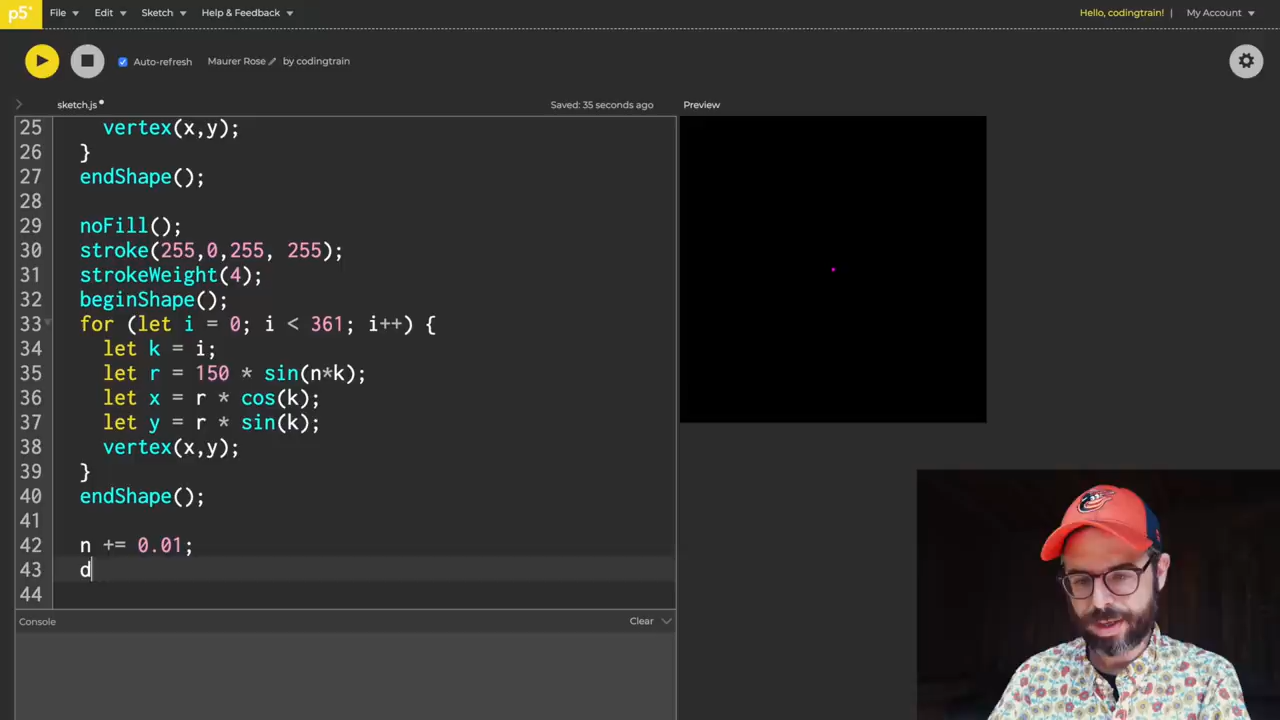 p5*
File Edit Sketch Help & Feedback Hello, codingtrain! | My Account
Auto-refresh Maurer Rose by codingtrain
sketch.js Saved: 35 seconds ago Preview
25 vertex(x,y);
26 }
27 endShape();
28
29 noFill();
30 stroke(255,0,255, 255);
31 strokeWeight(4);
32 beginShape();
33 for (let i = 0; i < 361; i++) {
34 let k = i;
35 let r = 150 * sin(n*k);
36 let x = r * cos(k);
37 let y = r * sin(k);
38 vertex(x,y);
39 }
40 endShape();
41
42 n += 0.01;
43 d
44
Console Clear